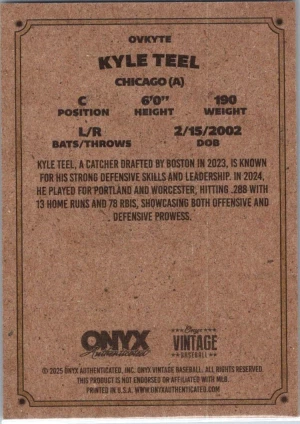 OVKYTE
KYLE TEEL
CHICAGO (A)
C 6'0" 190
POSITION HEIGHT WEIGHT
L/R 2/15/2002
BATS/THROWS DOB
KYLE TEEL, A CATCHER DRAFTED BY BOSTON IN 2023, IS KNOWN
FOR HIS STRONG DEFENSIVE SKILLS AND LEADERSHIP. IN 2024,
HE PLAYED FOR PORTLAND AND WORCESTER, HITTING .288 WITH
13 HOME RUNS AND 78 RBIS, SHOWCASING BOTH OFFENSIVE AND
DEFENSIVE PROWESS.
ONYX
Authenticated
Onyx
VINTAGE
BASEBALL
© 2025 ONYX AUTHENTICATED, INC. ONYX VINTAGE BASEBALL. ALL RIGHTS RESERVED.
THIS PRODUCT IS NOT ENDORSED OR AFFILIATED WITH MLB.
PRINTED IN U.S.A. WWW.ONYXAUTHENTICATED.COM